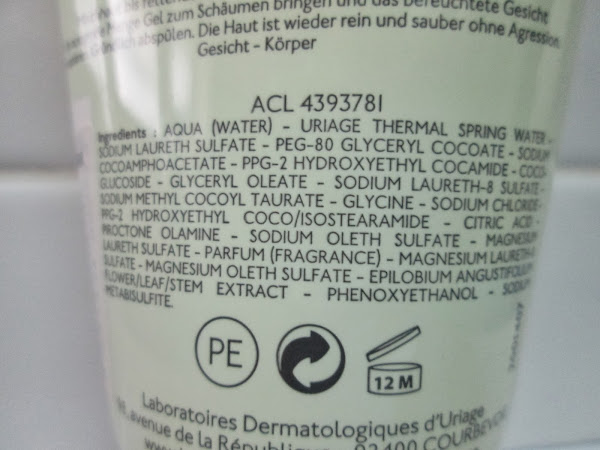 bringen und das befeuchtete Gesicht
Gel zum Schäumen
abspülen. Die Haut ist wieder rein und sauber ohne Agression.
Gesicht - Körper
ACL 4393781
Ingredients : AQUA (WATER) - URIAGE THERMAL SPRING WATER -
SODIUM LAURETH SULFATE - PEG-80 GLYCERYL COCOATE - SODIUM
COCOAMPHOACETATE - PPG-2 HYDROXYETHYL COCAMIDE - COCO-
GLUCOSIDE - GLYCERYL OLEATE - SODIUM LAURETH-8 SULFATE -
SODIUM METHYL COCOYL TAURATE - GLYCINE - SODIUM CHLORIDE -
PPG-2 HYDROXYETHYL COCO/ISOSTEARAMIDE - CITRIC ACID -
PIROCTONE OLAMINE - SODIUM OLETH SULFATE - MAGNESIUM
LAURETH SULFATE - PARFUM (FRAGRANCE) - MAGNESIUM LAURETH-8
SULFATE - MAGNESIUM OLETH SULFATE - EPILOBIUM ANGUSTIFOLIUM
FLOWER/LEAF/STEM EXTRACT - PHENOXYETHANOL - SODIUM
METABISULFITE.
PE
12 M
Laboratoires Dermatologiques d'Uriage
avenue de la République - 92400 COURBEVOIE